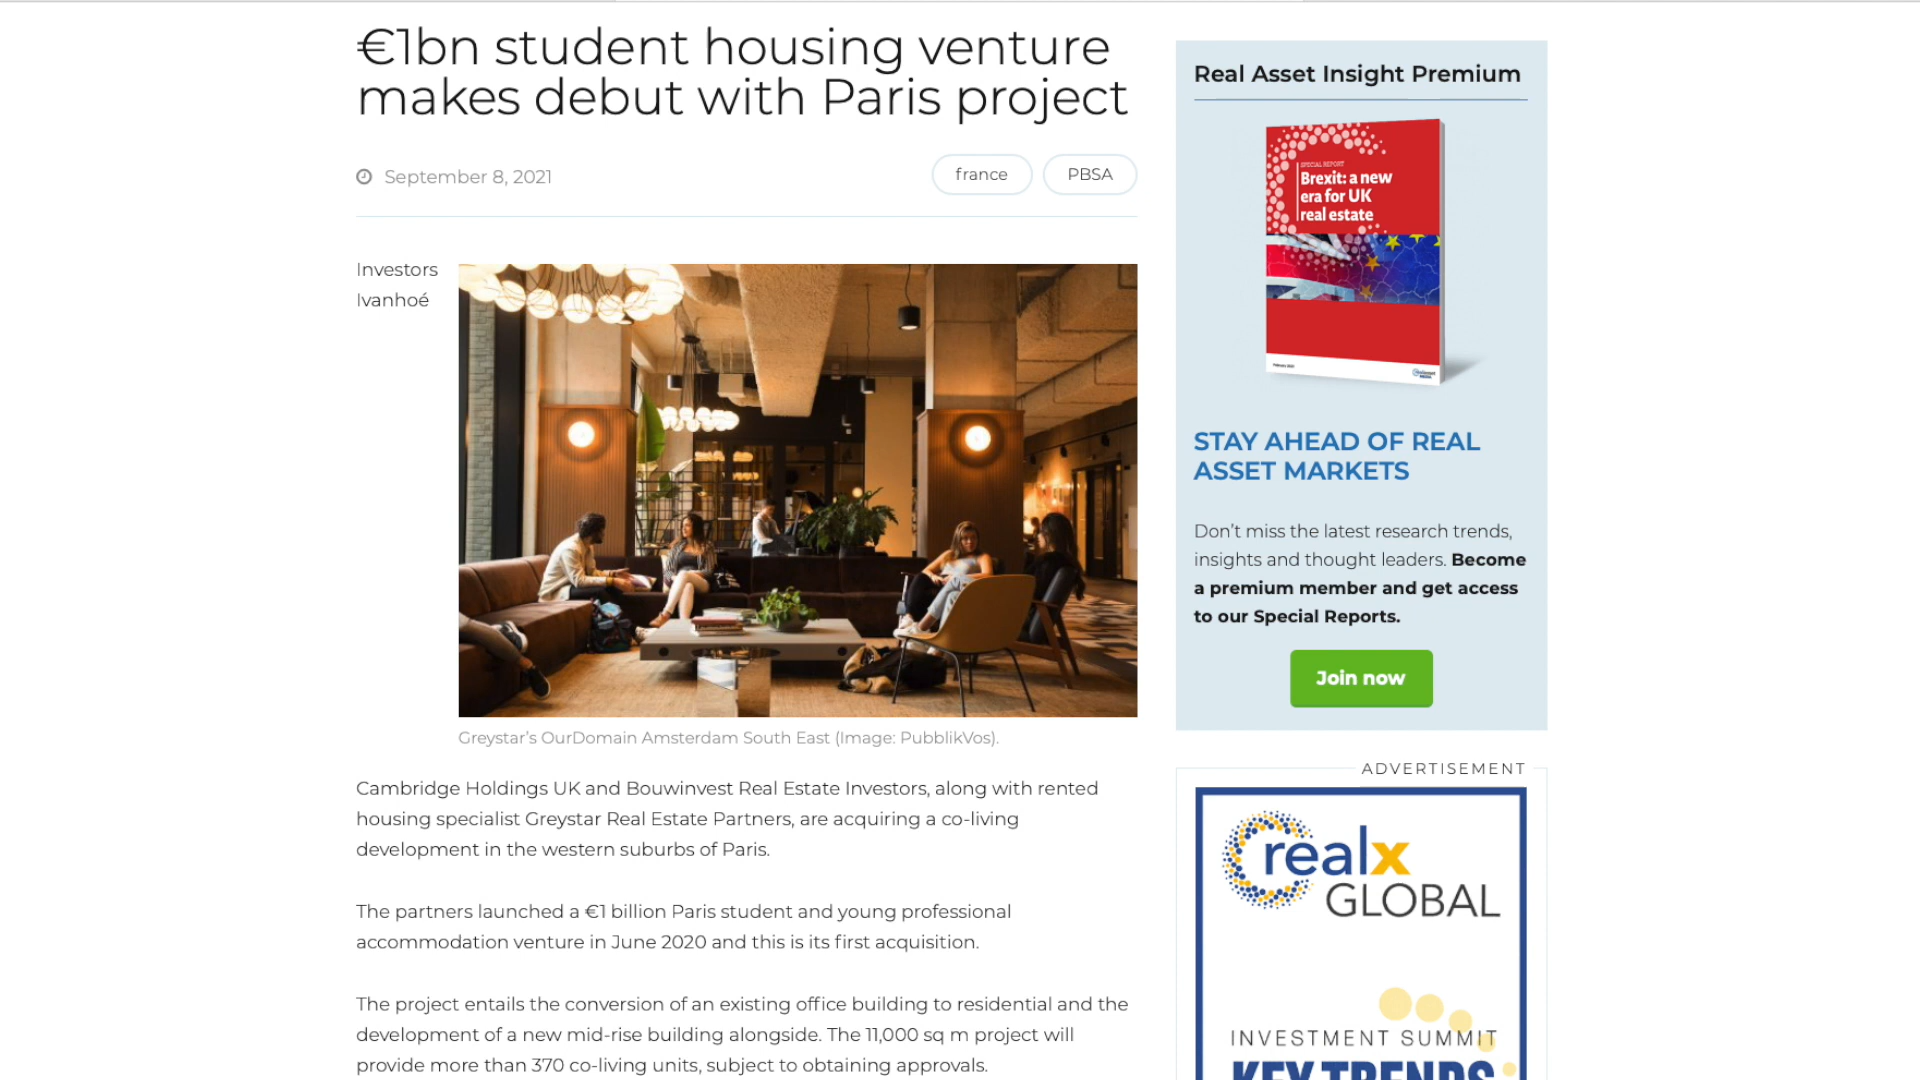 €1bn student housing venture
makes debut with Paris project
September 8, 2021
france
PBSA
Investors
Ivanhoé
Greystar’s OurDomain Amsterdam South East (Image: PubblikVos).
Cambridge Holdings UK and Bouwinvest Real Estate Investors, along with rented
housing specialist Greystar Real Estate Partners, are acquiring a co-living
development in the western suburbs of Paris.
The partners launched a €1 billion Paris student and young professional
accommodation venture in June 2020 and this is its first acquisition.
The project entails the conversion of an existing office building to residential and the
development of a new mid-rise building alongside. The 11,000 sq m project will
provide more than 370 co-living units, subject to obtaining approvals.
Real Asset Insight Premium
SPECIAL REPORT
Brexit: a new
era for UK
real estate
STAY AHEAD OF REAL
ASSET MARKETS
Don’t miss the latest research trends,
insights and thought leaders. Become
a premium member and get access
to our Special Reports.
Join now
ADVERTISEMENT
realx
GLOBAL
INVESTMENT SUMMIT
KEY TRENDS